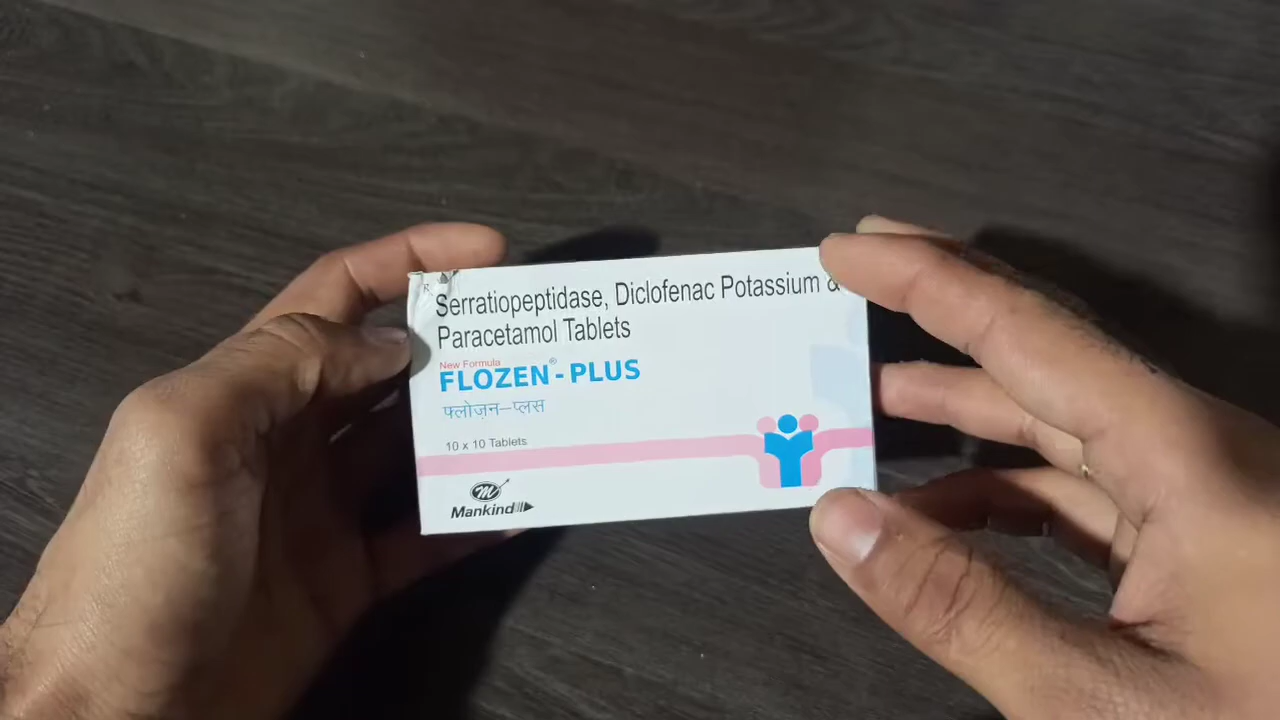 R
Serratiopeptidase, Diclofenac Potassium &
Paracetamol Tablets
New Formula
FLOZEN®-PLUS
फ्लोज़न–प्लस
10 x 10 Tablets
m
Mankind